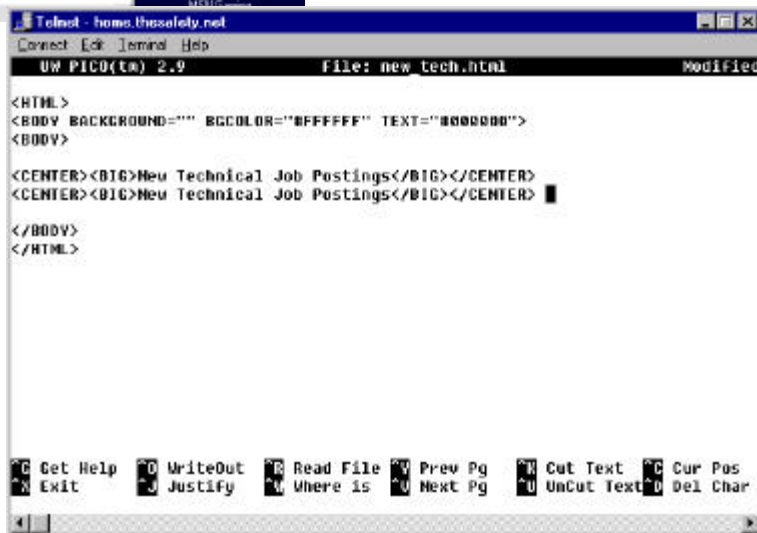 Telnet - home.thesafety.net
Connect Edit Terminal Help
UW PICO(tm) 2.9 File: new_tech.html Modified
<HTML>
<BODY BACKGROUND="" BGCOLOR="#FFFFFF" TEXT="#000000">
<BODY>
<CENTER><BIG>New Technical Job Postings</BIG></CENTER>
<CENTER><BIG>New Technical Job Postings</BIG></CENTER>
</BODY>
</HTML>
^G Get Help ^O WriteOut ^R Read File ^Y Prev Pg ^K Cut Text ^C Cur Pos
^X Exit ^J Justify ^W Where is ^V Next Pg ^U UnCut Text ^D Del Char